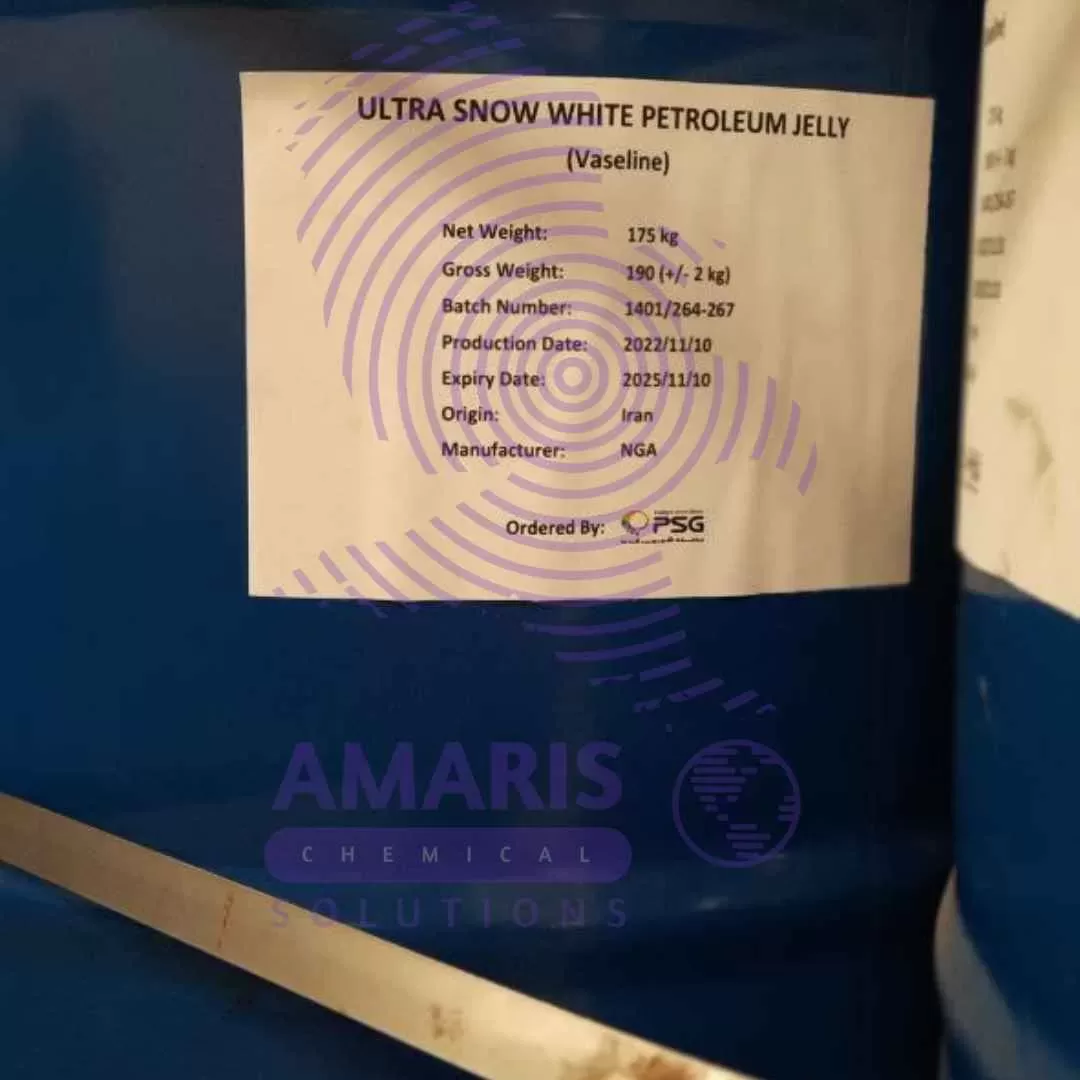 ULTRA SNOW WHITE PETROLEUM JELLY
(Vaseline)
Net Weight: 175 kg
Gross Weight: 190 (+/- 2 kg)
Batch Number: 1401/264-267
Production Date: 2022/11/10
Expiry Date: 2025/11/10
Origin: Iran
Manufacturer: NGA
Ordered By: PSG
AMARIS
CHEMICAL
SOLUTIONS